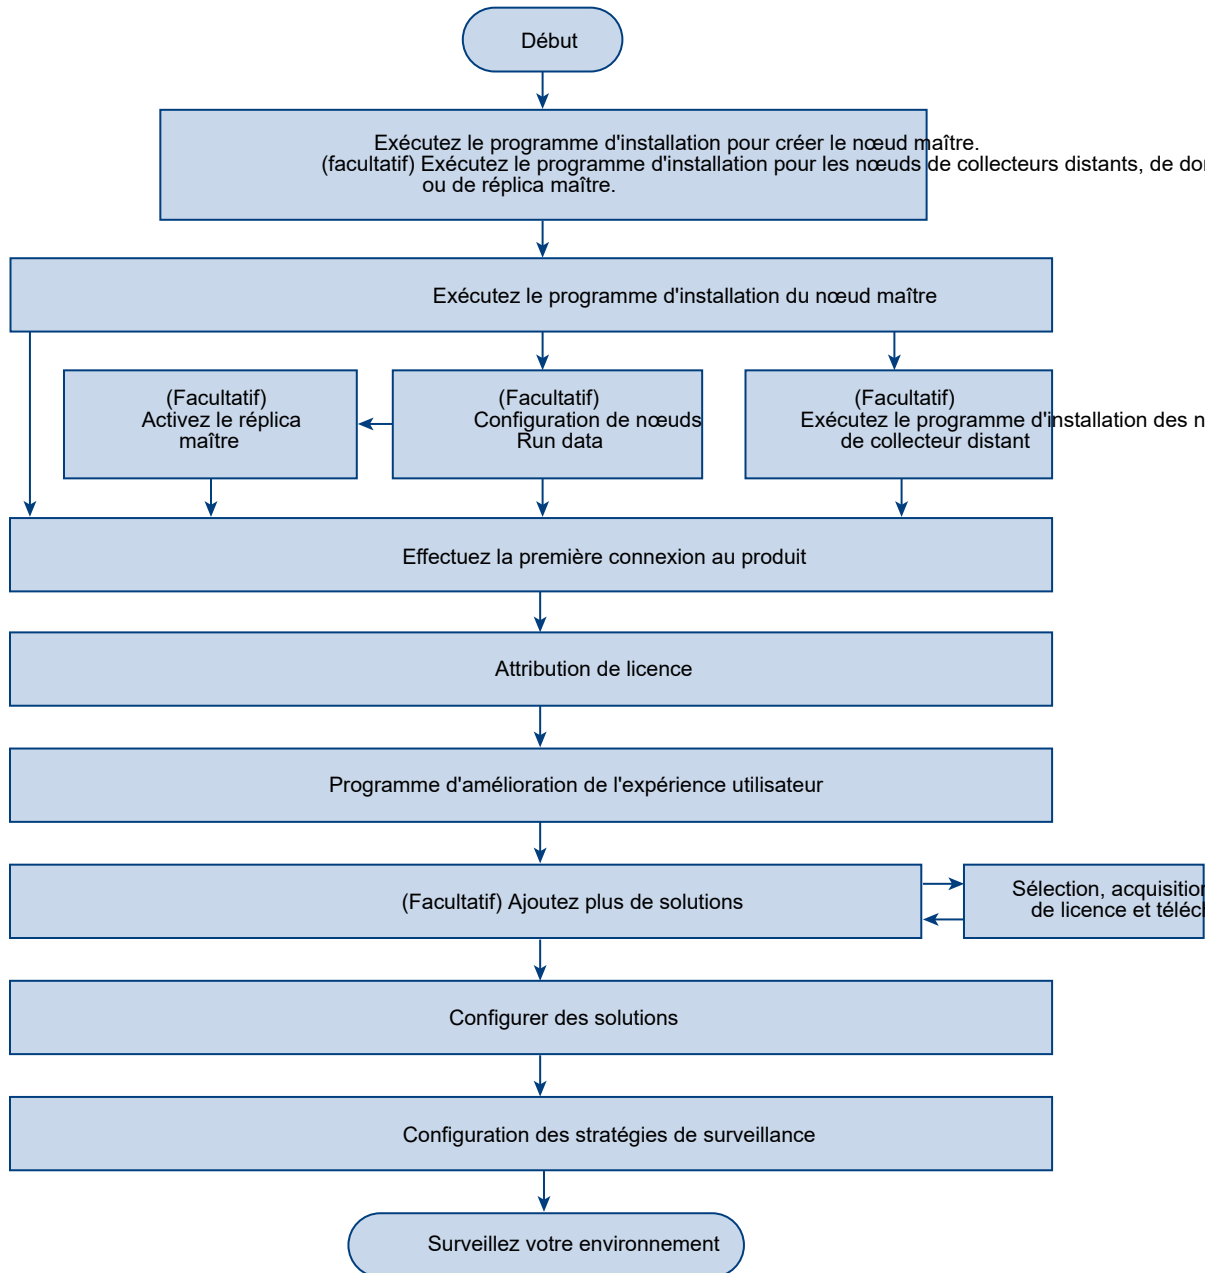 Début
Exécutez le programme d'installation pour créer le nœud maître.
(facultatif) Exécutez le programme d'installation pour les nœuds de collecteurs distants, de
ou de réplica maître.
Exécutez le programme d'installation du nœud maître
(Facultatif)
Activez le réplica
maître
(Facultatif)
Configuration de nœuds
Run data
(Facultatif)
Exécutez le programme d'installation des
de collecteur distant
Effectuez la première connexion au produit
Attribution de licence
Programme d'amélioration de l'expérience utilisateur
(Facultatif) Ajoutez plus de solutions
Sélection,
de licence et
Configurer des solutions
Configuration des stratégies de surveillance
Surveillez votre environnement